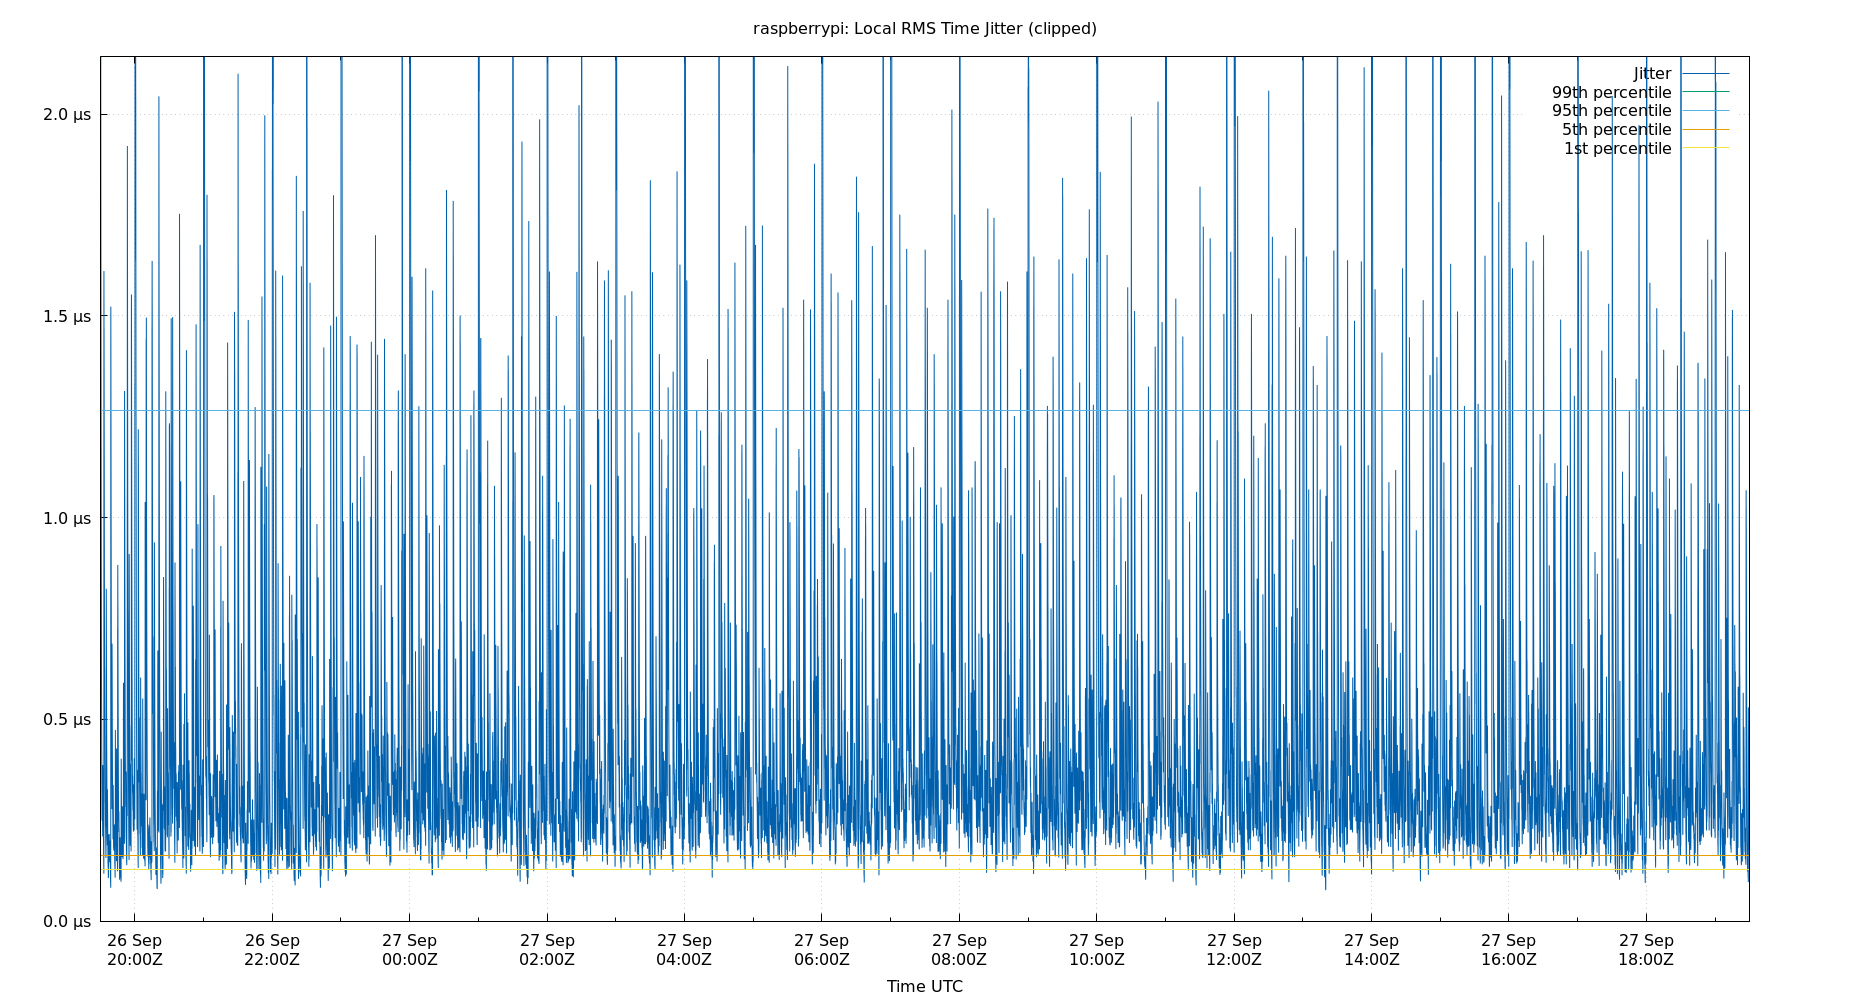 raspberrypi: Local RMS Time Jitter (clipped)
Jitter
99th percentile
95th percentile
5th percentile
1st percentile
2.0 µs
1.5 µs
1.0 µs
0.5 µs
0.0 µs
26 Sep 26 Sep 27 Sep 27 Sep 27 Sep 27 Sep 27 Sep 27 Sep 27 Sep 27 Sep 27 Sep 27 Sep
20:00Z 22:00Z 00:00Z 02:00Z 04:00Z 06:00Z 08:00Z 10:00Z 12:00Z 14:00Z 16:00Z 18:00Z
Time UTC